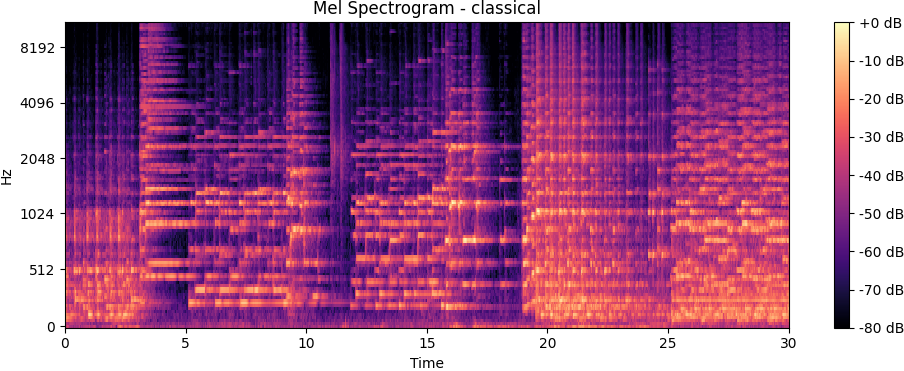 Mel Spectrogram - classical
Hz
8192
4096
2048
1024
512
0
0 5 10 15 20 25 30
Time
+0 dB
-10 dB
-20 dB
-30 dB
-40 dB
-50 dB
-60 dB
-70 dB
-80 dB